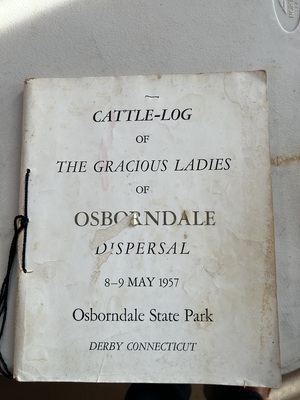 CATTLE-LOG
OF
THE GRACIOUS LADIES
OF
OSBORNDALE
DISPERSAL
8-9 MAY 1957
Osborndale State Park
DERBY CONNECTICUT